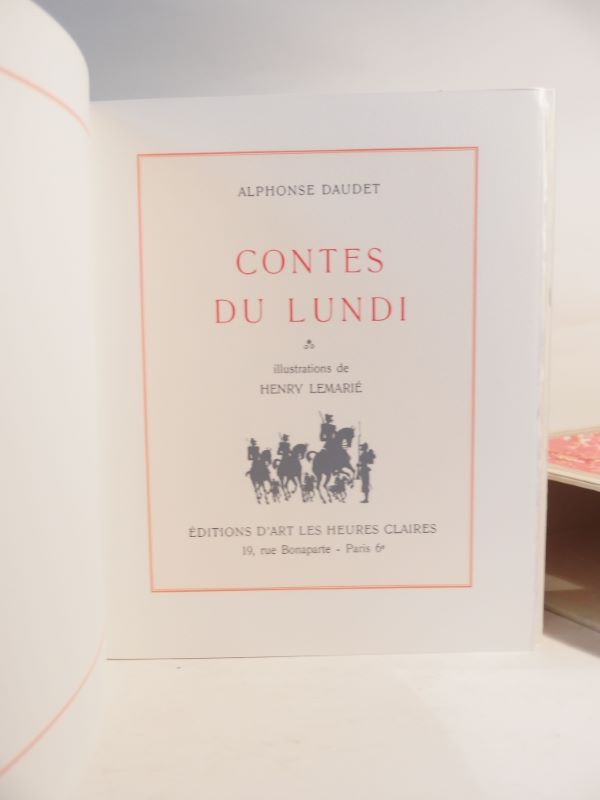 ALPHONSE DAUDET
CONTES
DU LUNDI
illustrations de
HENRY LEMARIÉ
ÉDITIONS D'ART LES HEURES CLAIRES
19, rue Bonaparte - Paris 6e